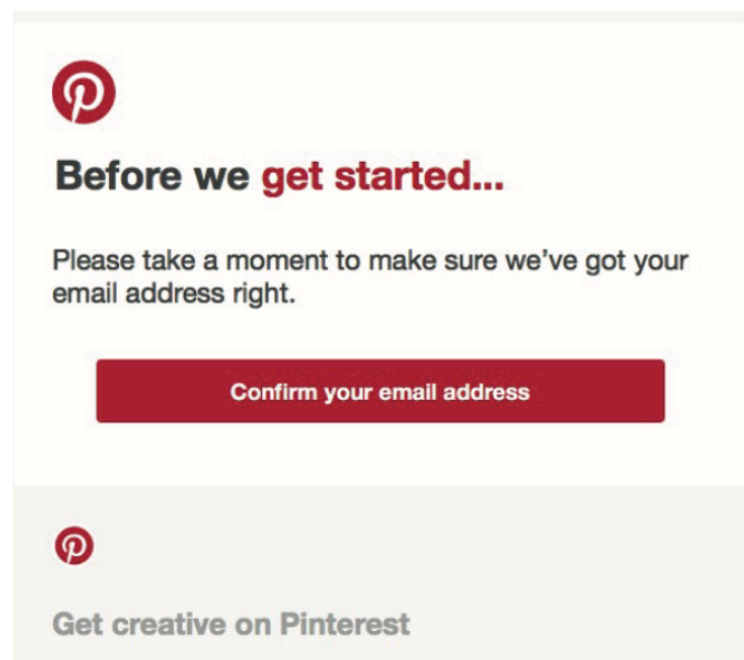 Before we get started...
Please take a moment to make sure we've got your
email address right.
Confirm your email address
Get creative on Pinterest